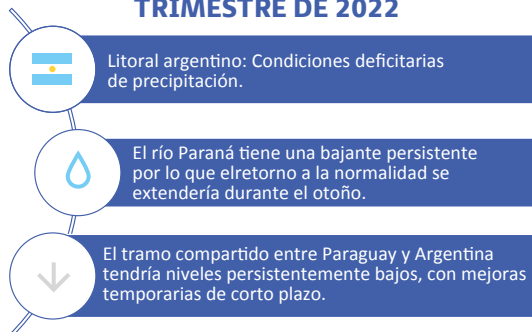 TRIMESTRE DE 2022
Litoral argentino: Condiciones deficitarias
de precipitación.
El río Paraná tiene una bajante persistente
por lo que elretorno a la normalidad se
extendería durante el otoño.
El tramo compartido entre Paraguay y Argentina
tendría niveles persistentemente bajos, con mejoras
temporarias de corto plazo.